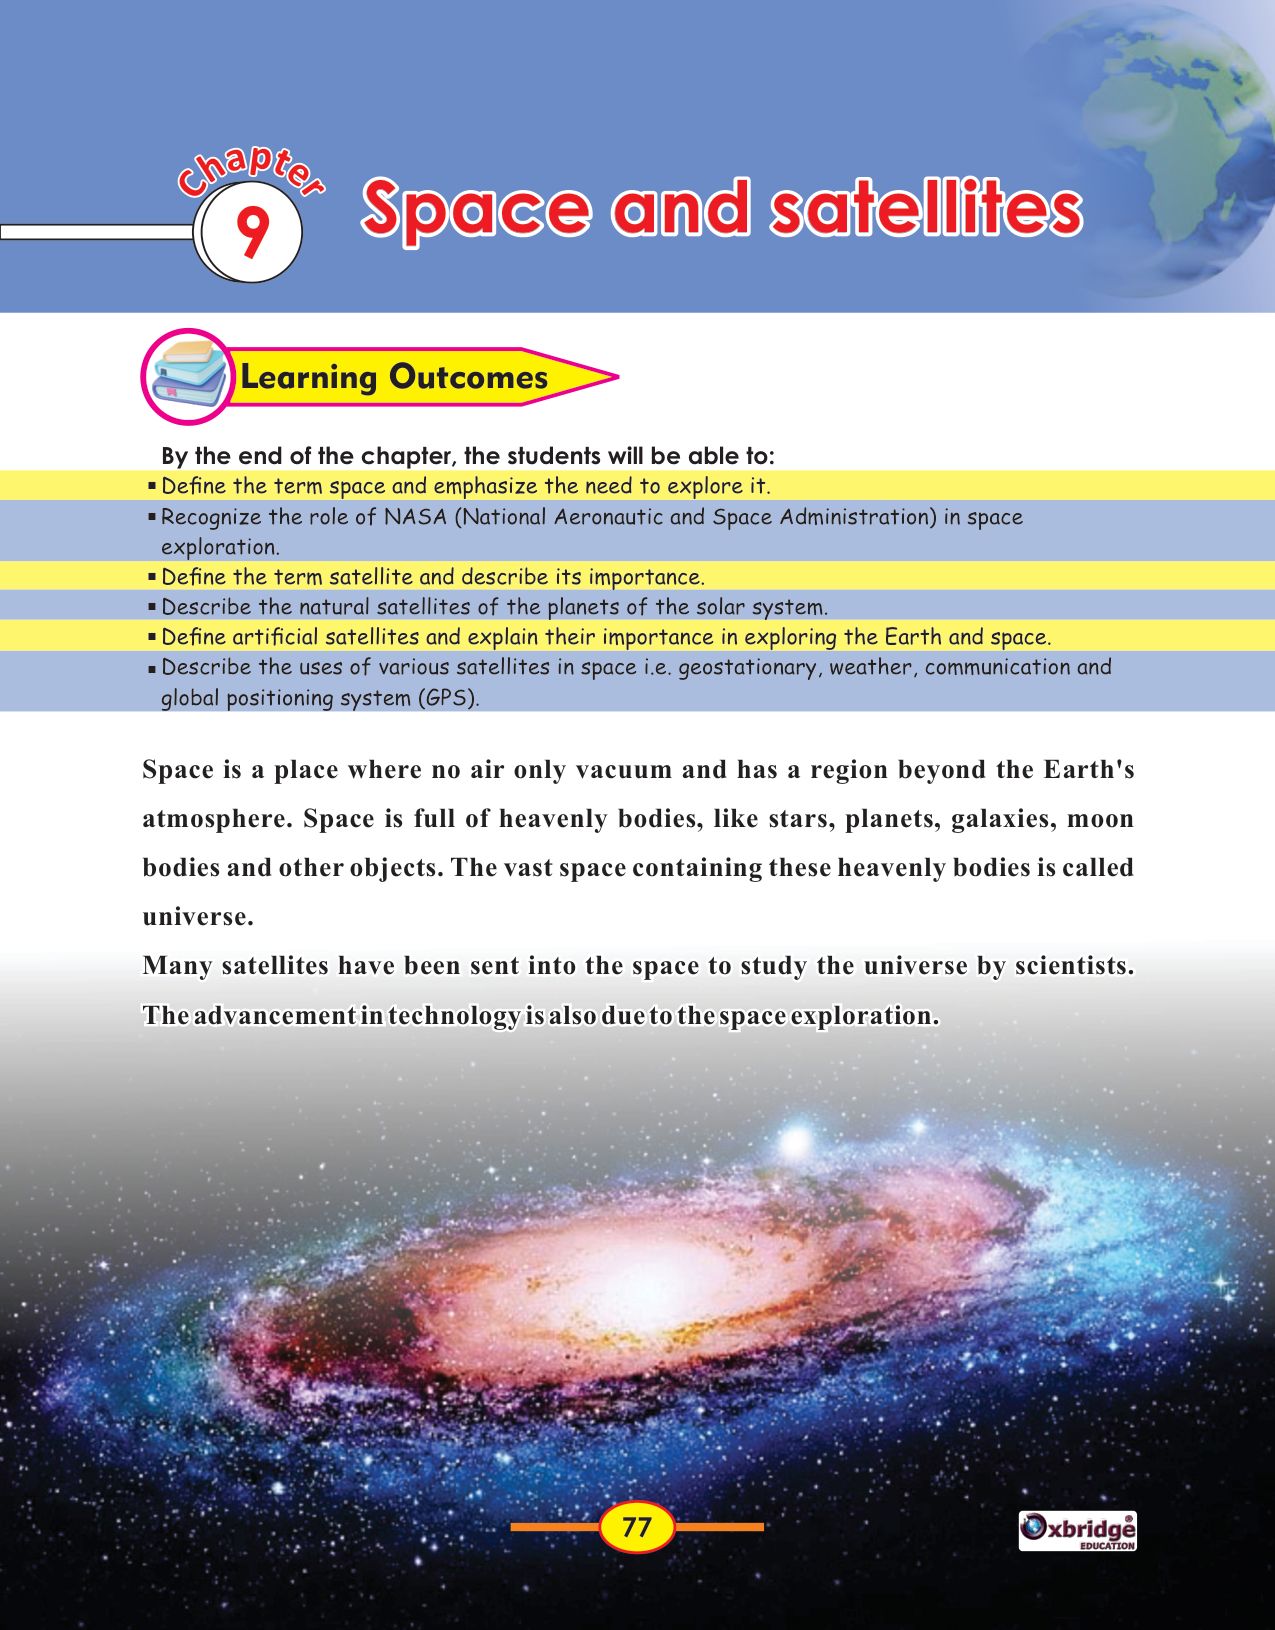 Chapter
9
Space and satellites
Learning Outcomes
By the end of the chapter, the students will be able to:
▪ Define the term space and emphasize the need to explore it.
▪ Recognize the role of NASA (National Aeronautic and Space Administration) in space
exploration.
▪ Define the term satellite and describe its importance.
▪ Describe the natural satellites of the planets of the solar system.
▪ Define artificial satellites and explain their importance in exploring the Earth and space.
▪ Describe the uses of various satellites in space i.e. geostationary, weather, communication and
global positioning system (GPS).
Space is a place where no air only vacuum and has a region beyond the Earth's
atmosphere. Space is full of heavenly bodies, like stars, planets, galaxies, moon
bodies and other objects. The vast space containing these heavenly bodies is called
universe.
Many satellites have been sent into the space to study the universe by scientists.
The advancement in technology is also due to the space exploration.
77
Oxbridge®
EDUCATION